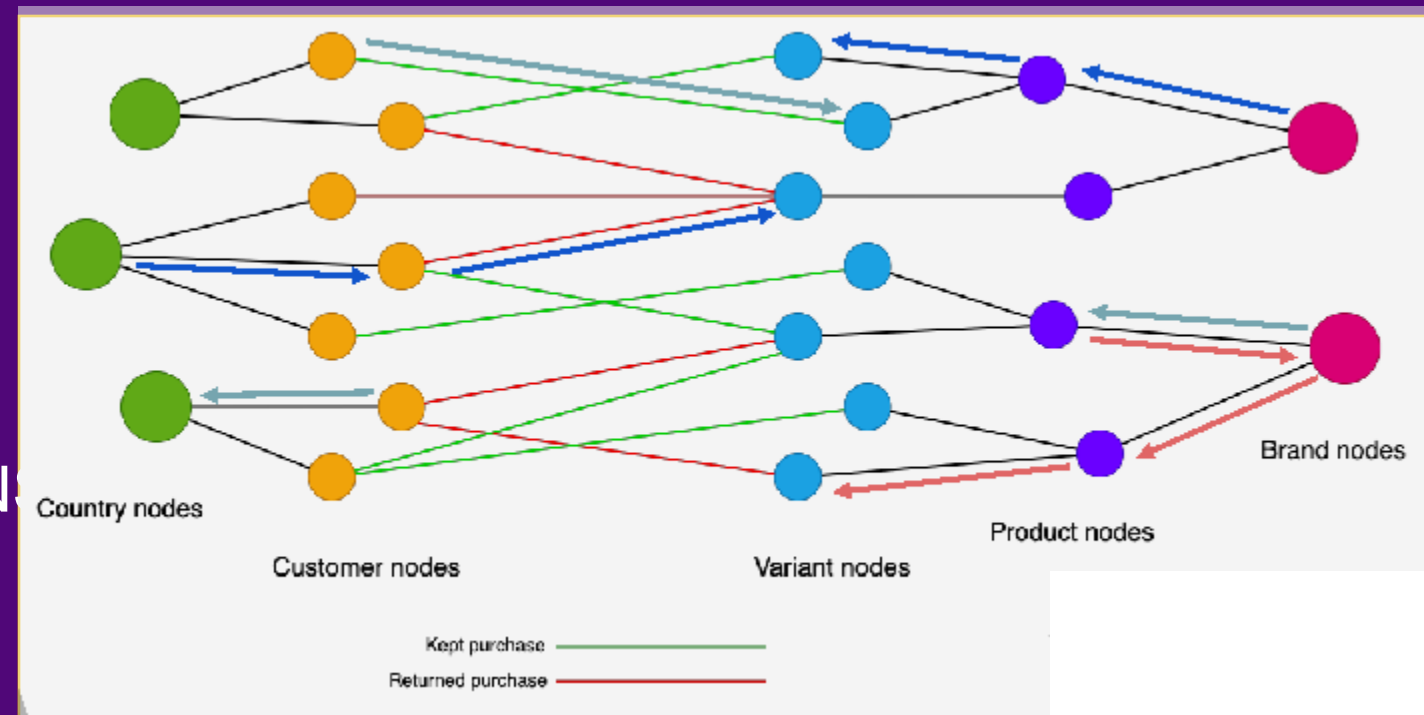 Country nodes
Customer nodes
Variant nodes
Product nodes
Brand nodes
Kept purchase
Returned purchase